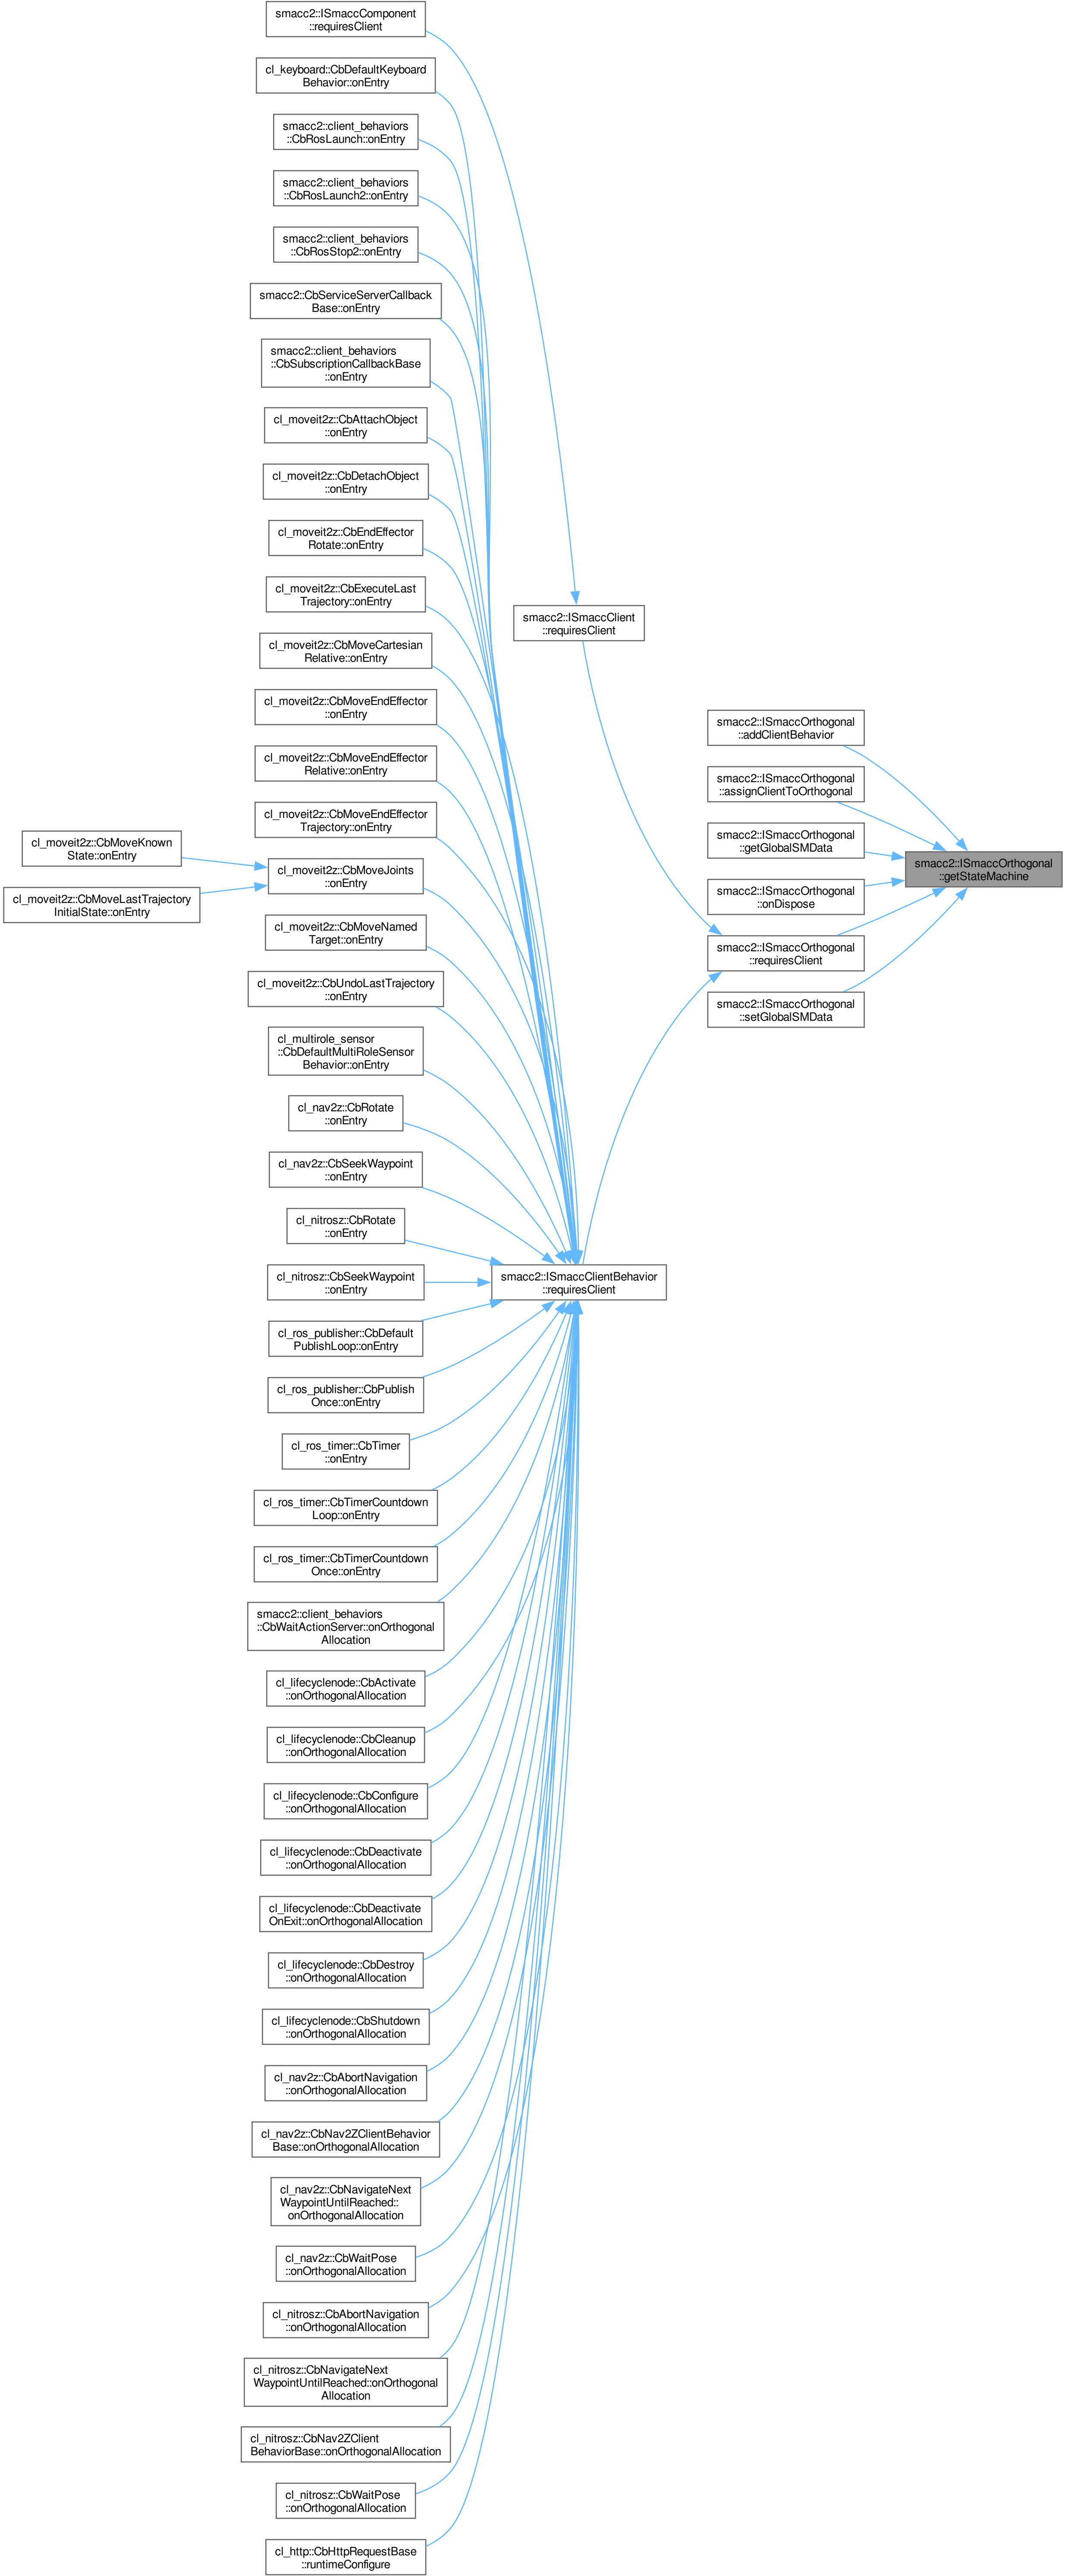 smacc2::ISmaccComponent
::requiresClient
cl_keyboard::CbDefaultKeyboard
Behavior::onEntry
smacc2::client_behaviors
::CbRosLaunch::onEntry
smacc2::client_behaviors
::CbRosLaunch2::onEntry
smacc2::client_behaviors
::CbRosStop2::onEntry
smacc2::CbServiceServerCallback
Base::onEntry
smacc2::client_behaviors
::CbSubscriptionCallbackBase
::onEntry
cl_moveit2z::CbAttachObject
::onEntry
cl_moveit2z::CbDetachObject
::onEntry
cl_moveit2z::CbEndEffector
Rotate::onEntry
cl_moveit2z::CbExecuteLast
Trajectory::onEntry
smacc2::ISmaccClient
::requiresClient
cl_moveit2z::CbMoveCartesian
Relative::onEntry
cl_moveit2z::CbMoveEndEffector
::onEntry
smacc2::ISmaccOrthogonal
::addClientBehavior
cl_moveit2z::CbMoveEndEffector
Relative::onEntry
smacc2::ISmaccOrthogonal
::assignClientToOrthogonal
cl_moveit2z::CbMoveEndEffector
Trajectory::onEntry
smacc2::ISmaccOrthogonal
::getGlobalSMData
cl_moveit2z::CbMoveKnown
State::onEntry
smacc2::ISmaccOrthogonal
::getStateMachine
cl_moveit2z::CbMoveJoints
::onEntry
cl_moveit2z::CbMoveLastTrajectory
InitialState::onEntry
smacc2::ISmaccOrthogonal
::onDispose
cl_moveit2z::CbMoveNamed
Target::onEntry
smacc2::ISmaccOrthogonal
::requiresClient
cl_moveit2z::CbUndoLastTrajectory
::onEntry
smacc2::ISmaccOrthogonal
::setGlobalSMData
cl_multirole_sensor
::CbDefaultMultiRoleSensor
Behavior::onEntry
cl_nav2z::CbRotate
::onEntry
cl_nav2z::CbSeekWaypoint
::onEntry
cl_nitrosz::CbRotate
::onEntry
cl_nitrosz::CbSeekWaypoint
::onEntry
smacc2::ISmaccClientBehavior
::requiresClient
cl_ros_publisher::CbDefault
PublishLoop::onEntry
cl_ros_publisher::CbPublish
Once::onEntry
cl_ros_timer::CbTimer
::onEntry
cl_ros_timer::CbTimerCountdown
Loop::onEntry
cl_ros_timer::CbTimerCountdown
Once::onEntry
smacc2::client_behaviors
::CbWaitActionServer::onOrthogonal
Allocation
cl_lifecyclenode::CbActivate
::onOrthogonalAllocation
cl_lifecyclenode::CbCleanup
::onOrthogonalAllocation
cl_lifecyclenode::CbConfigure
::onOrthogonalAllocation
cl_lifecyclenode::CbDeactivate
::onOrthogonalAllocation
cl_lifecyclenode::CbDeactivate
OnExit::onOrthogonalAllocation
cl_lifecyclenode::CbDestroy
::onOrthogonalAllocation
cl_lifecyclenode::CbShutdown
::onOrthogonalAllocation
cl_nav2z::CbAbortNavigation
::onOrthogonalAllocation
cl_nav2z::CbNav2ZClientBehavior
Base::onOrthogonalAllocation
cl_nav2z::CbNavigateNext
WaypointUntilReached::
onOrthogonalAllocation
cl_nav2z::CbWaitPose
::onOrthogonalAllocation
cl_nitrosz::CbAbortNavigation
::onOrthogonalAllocation
cl_nitrosz::CbNavigateNext
WaypointUntilReached::onOrthogonal
Allocation
cl_nitrosz::CbNav2ZClient
BehaviorBase::onOrthogonalAllocation
cl_nitrosz::CbWaitPose
::onOrthogonalAllocation
cl_http::CbHttpRequestBase
::runtimeConfigure